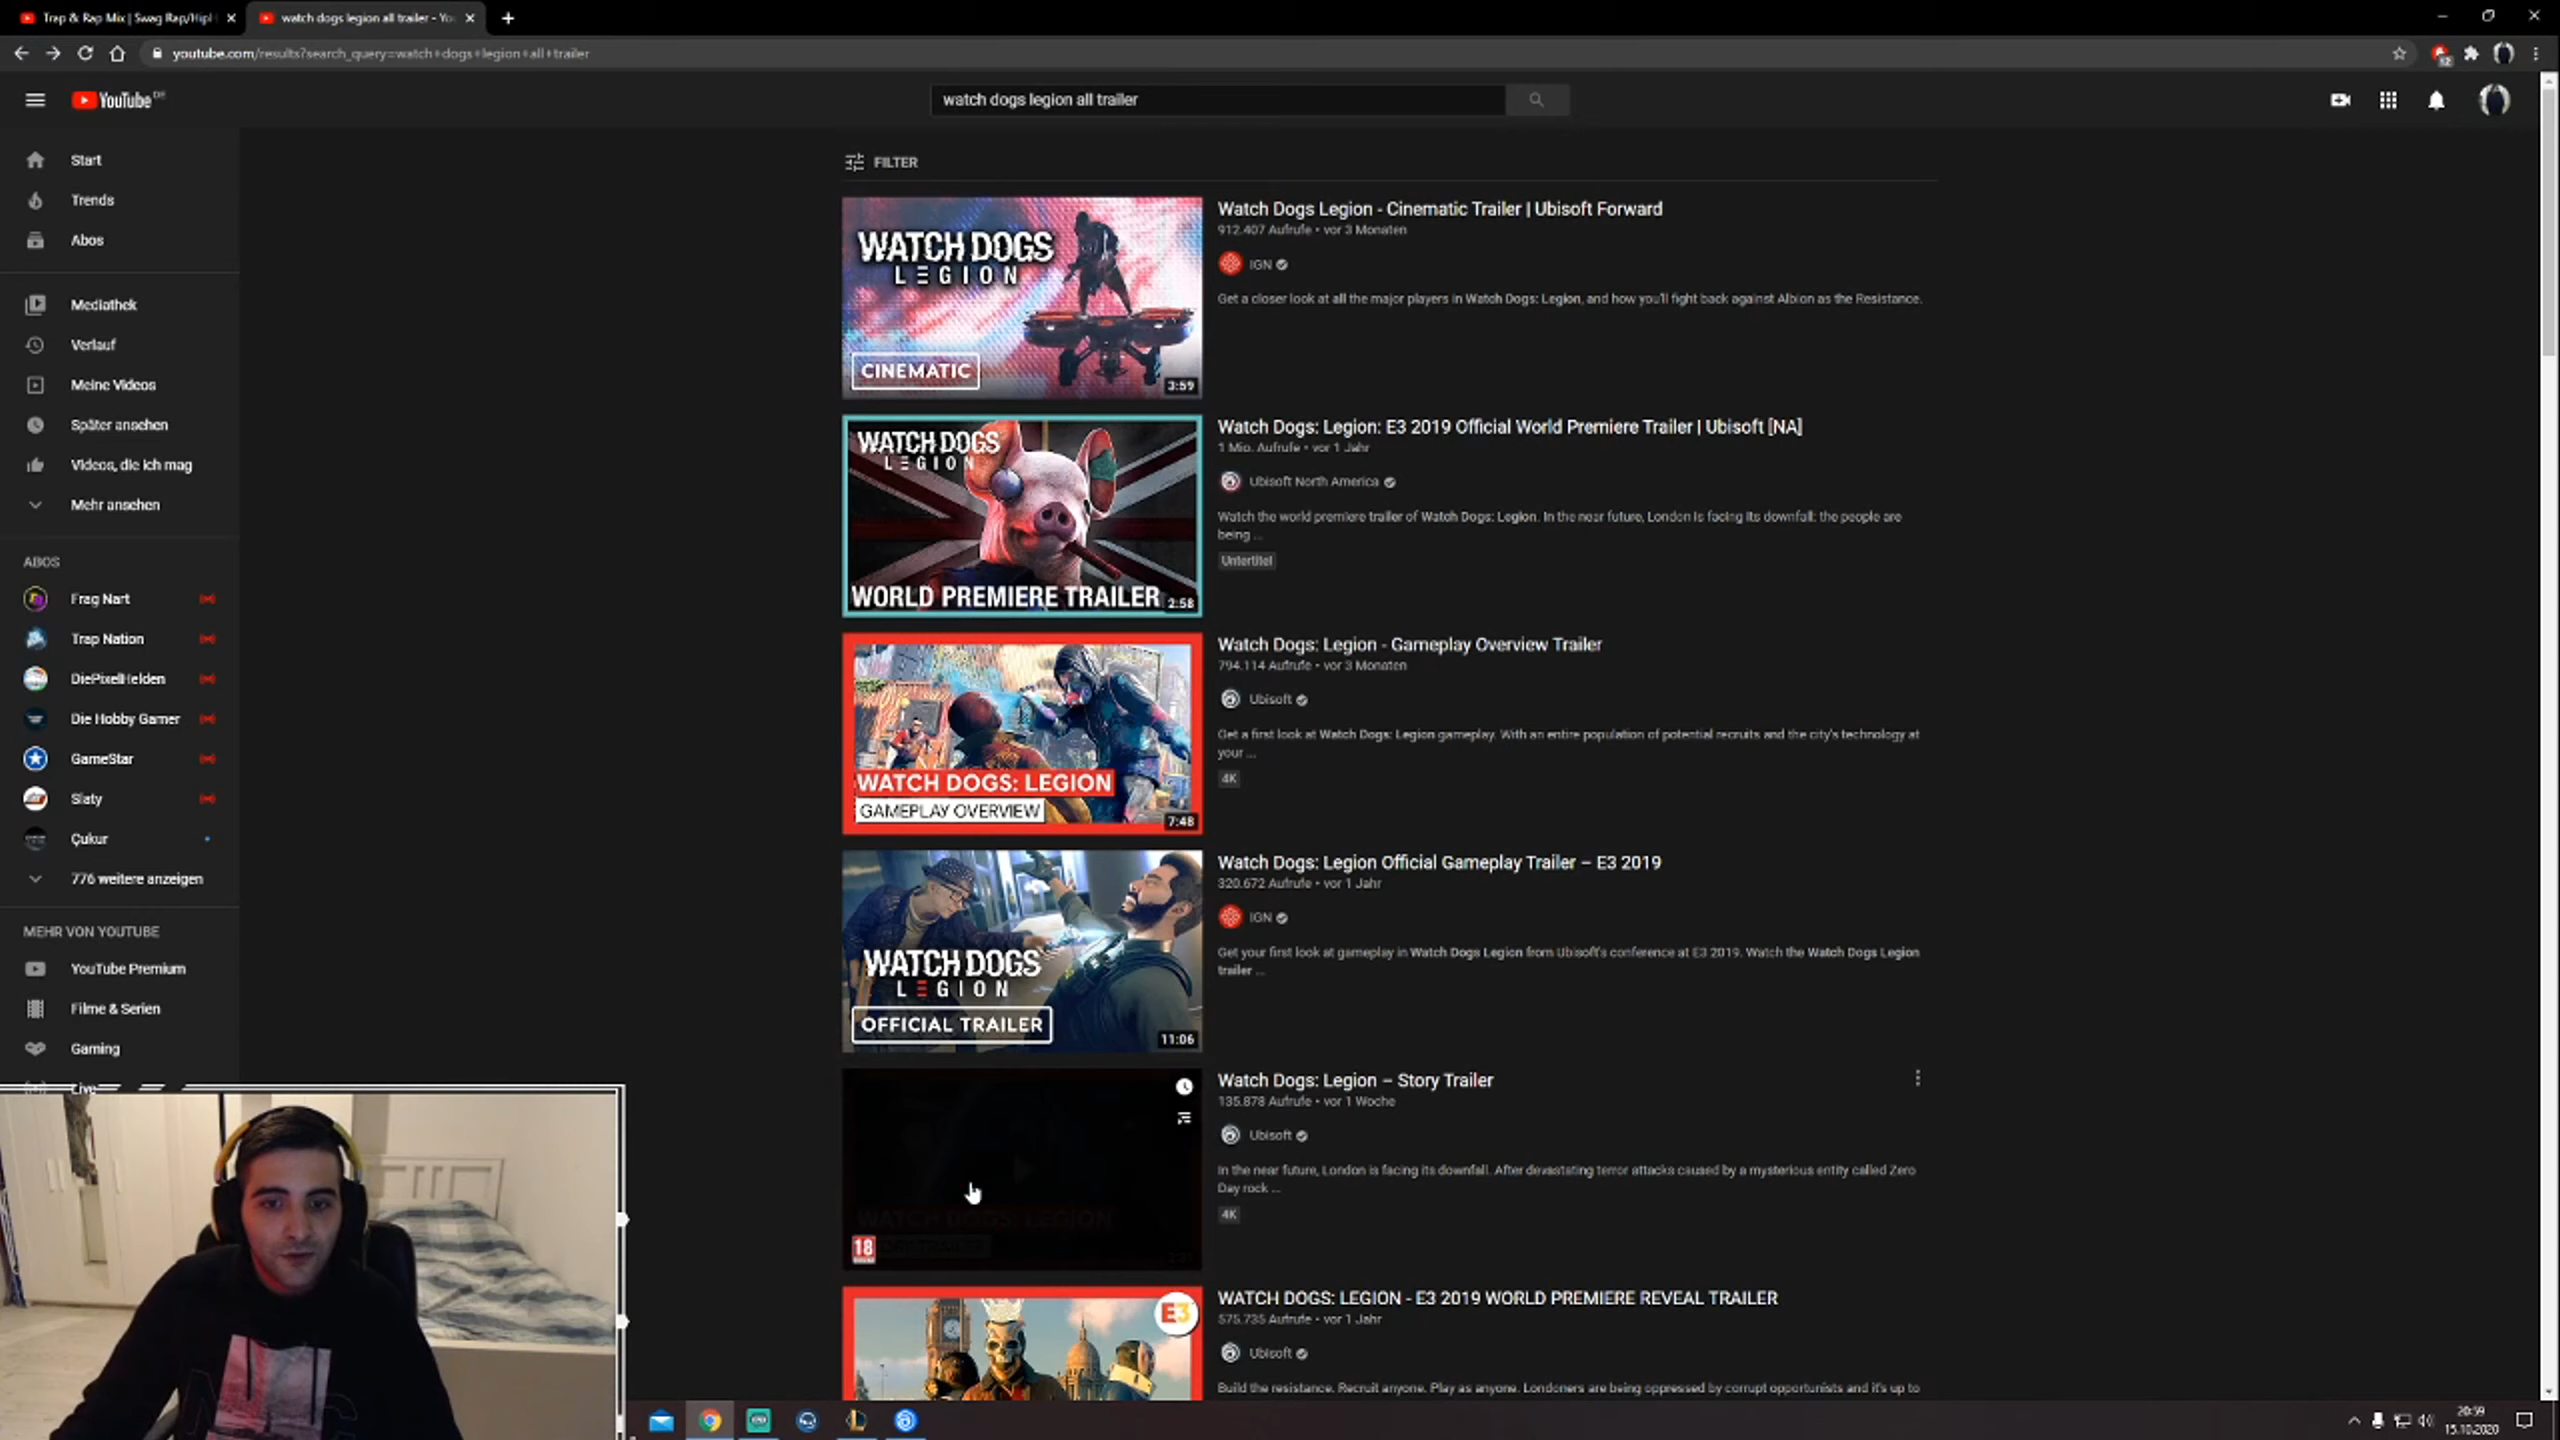 Trap & Rap Mix | Swag Rap/HipH
watch dogs legion all trailer - Yo
youtube.com/results?search_query=watch+dogs+legion+all+trailer
YouTube DE
watch dogs legion all trailer
Start
Trends
Abos
Mediathek
Verlauf
Meine Videos
Später ansehen
Videos, die ich mag
Mehr ansehen
ABOS
Frag Nart
Trap Nation
DiePixelHelden
Die Hobby Gamer
GameStar
Slaty
Çukur
776 weitere anzeigen
MEHR VON YOUTUBE
YouTube Premium
Filme & Serien
Gaming
Live
FILTER
WATCH DOGS
LEGION
CINEMATIC
3:59
Watch Dogs Legion - Cinematic Trailer | Ubisoft Forward
912.407 Aufrufe • vor 3 Monaten
IGN
Get a closer look at all the major players in Watch Dogs: Legion, and how you'll fight back against Albion as the Resistance.
WATCH DOGS
LEGION
WORLD PREMIERE TRAILER
2:58
Watch Dogs: Legion: E3 2019 Official World Premiere Trailer | Ubisoft [NA]
1 Mio. Aufrufe • vor 1 Jahr
Ubisoft North America
Watch the world premiere trailer of Watch Dogs: Legion. In the near future, London is facing its downfall: the people are
being ...
Untertitel
WATCH DOGS: LEGION
GAMEPLAY OVERVIEW
7:48
Watch Dogs: Legion - Gameplay Overview Trailer
794.114 Aufrufe • vor 3 Monaten
Ubisoft
Get a first look at Watch Dogs: Legion gameplay. With an entire population of potential recruits and the city's technology at
your ...
4K
WATCH DOGS
LEGION
OFFICIAL TRAILER
11:06
Watch Dogs: Legion Official Gameplay Trailer – E3 2019
320.672 Aufrufe • vor 1 Jahr
IGN
Get your first look at gameplay in Watch Dogs Legion from Ubisoft's conference at E3 2019. Watch the Watch Dogs Legion
trailer ...
WATCH DOGS: LEGION
18
Watch Dogs: Legion – Story Trailer
135.878 Aufrufe • vor 1 Woche
Ubisoft
In the near future, London is facing its downfall. After devastating terror attacks caused by a mysterious entity called Zero
Day rock ...
4K
E3
WATCH DOGS: LEGION - E3 2019 WORLD PREMIERE REVEAL TRAILER
575.735 Aufrufe • vor 1 Jahr
Ubisoft
Build the resistance. Recruit anyone. Play as anyone. Londoners are being oppressed by corrupt opportunists and it's up to
20:59
15.10.2020